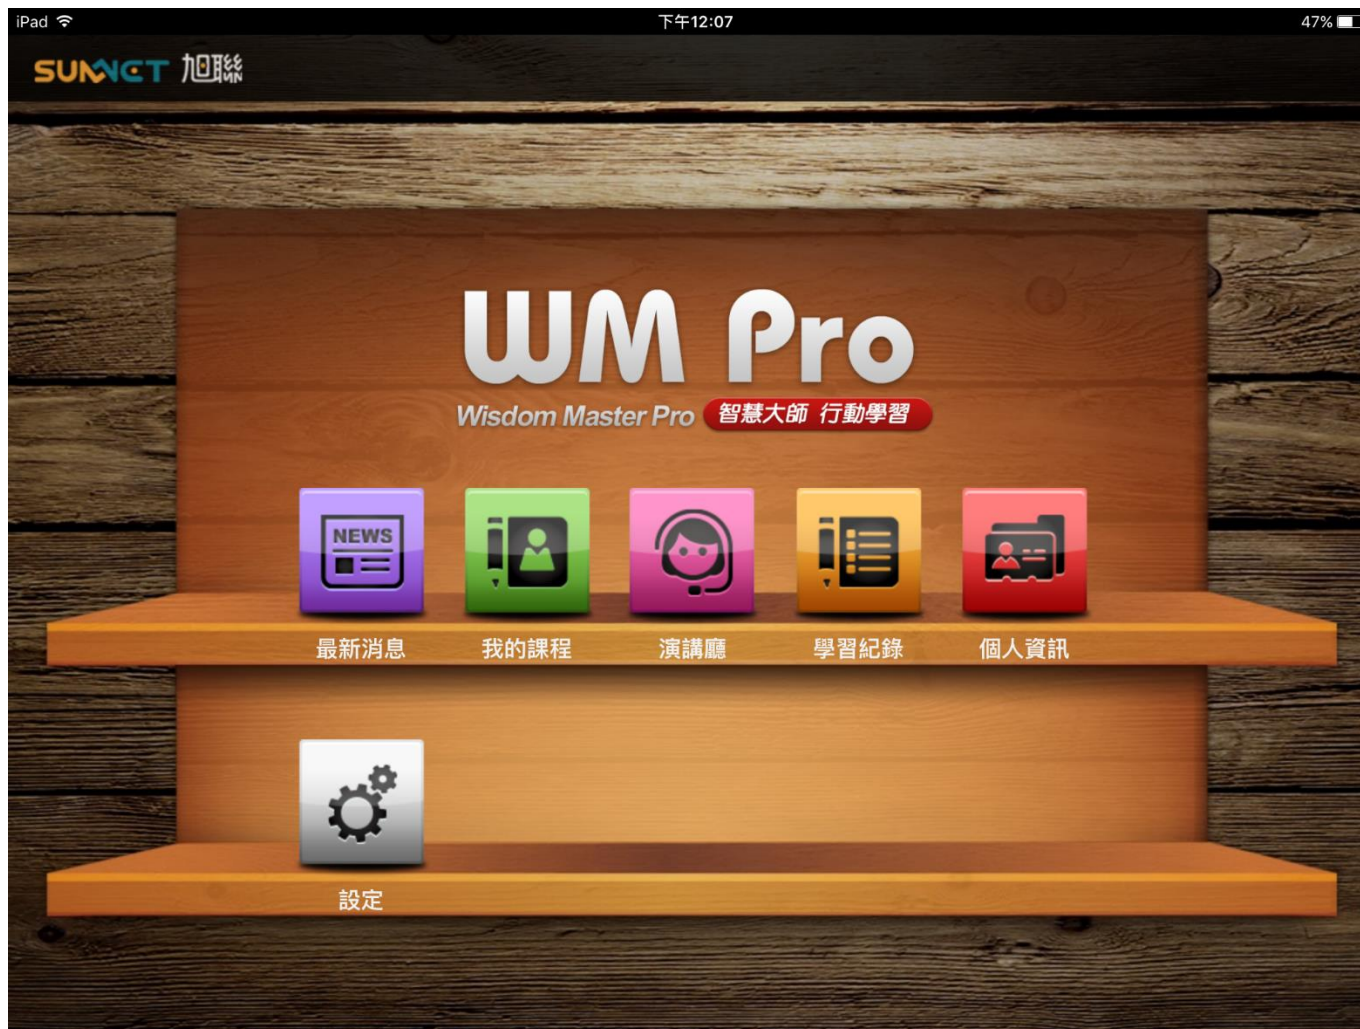 iPad 下午12:07 47%
SUNNET 旭聯
WM Pro
Wisdom Master Pro 智慧大師 行動學習
NEWS
最新消息 我的課程 演講廳 學習紀錄 個人資訊
設定